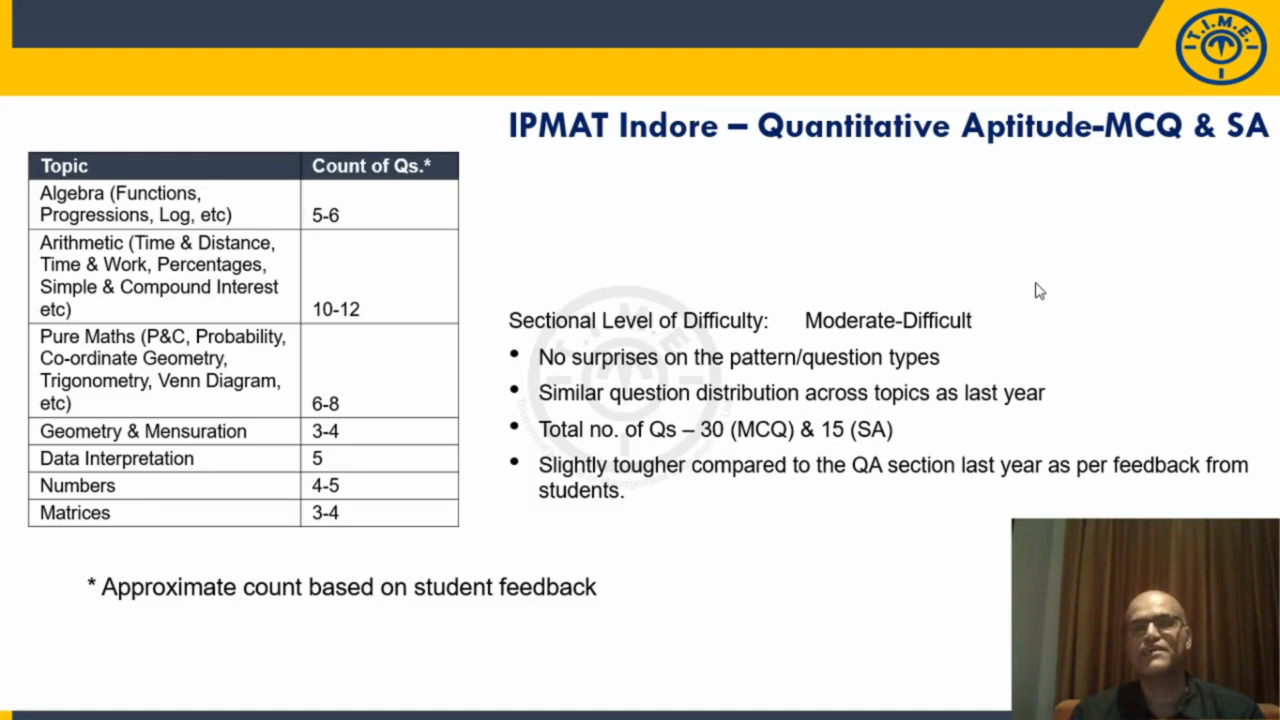 T.I.M.E.
IPMAT Indore – Quantitative Aptitude-MCQ & SA
Topic Count of Qs.*
Algebra (Functions,
Progressions, Log, etc) 5-6
Arithmetic (Time & Distance,
Time & Work, Percentages,
Simple & Compound Interest
etc) 10-12
Pure Maths (P&C, Probability,
Co-ordinate Geometry,
Trigonometry, Venn Diagram,
etc) 6-8
Geometry & Mensuration 3-4
Data Interpretation 5
Numbers 4-5
Matrices 3-4
* Approximate count based on student feedback
Sectional Level of Difficulty: Moderate-Difficult
• No surprises on the pattern/question types
• Similar question distribution across topics as last year
• Total no. of Qs – 30 (MCQ) & 15 (SA)
• Slightly tougher compared to the QA section last year as per feedback from
students.